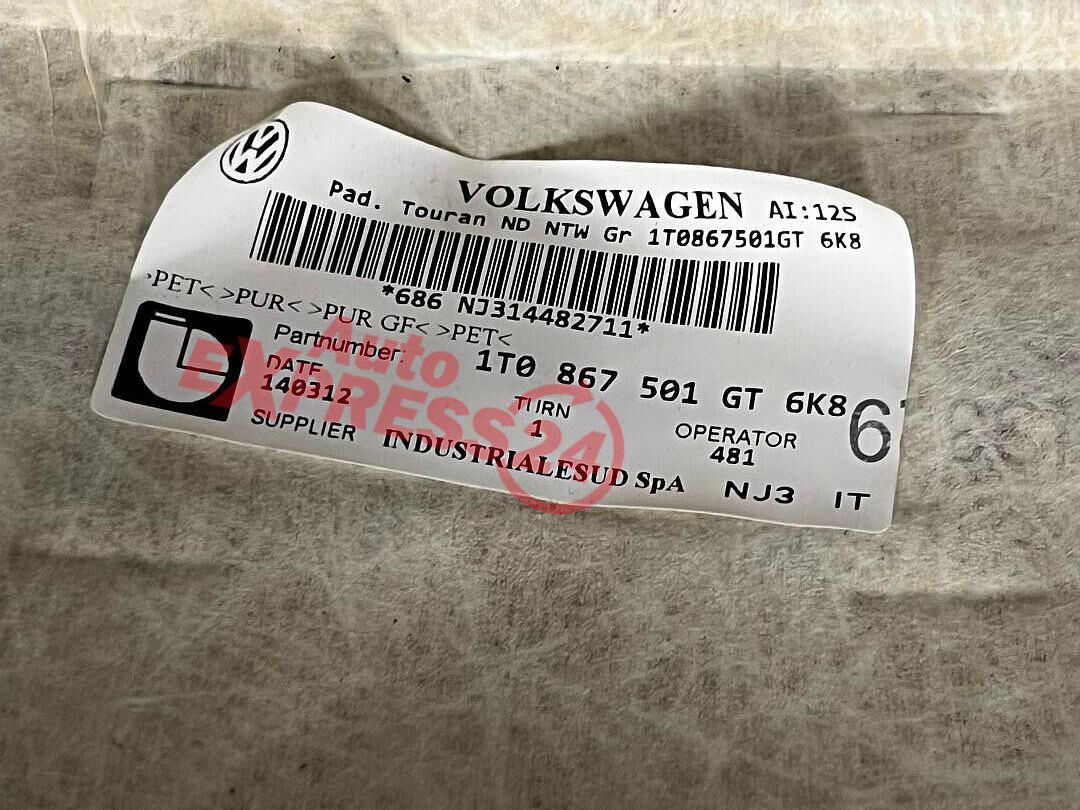 VOLKSWAGEN AI:12S
Pad. Touran ND NTW Gr 1T0867501GT 6K8
*686 NJ314482711*
>PET< >PUR< >PUR GF< >PET<
Partnumber: 1T0 867 501 GT 6K8
DATE TURN OPERATOR
140312 1 481
SUPPLIER INDUSTRIALESUD SpA NJ3 IT
Auto
EXPRESS24